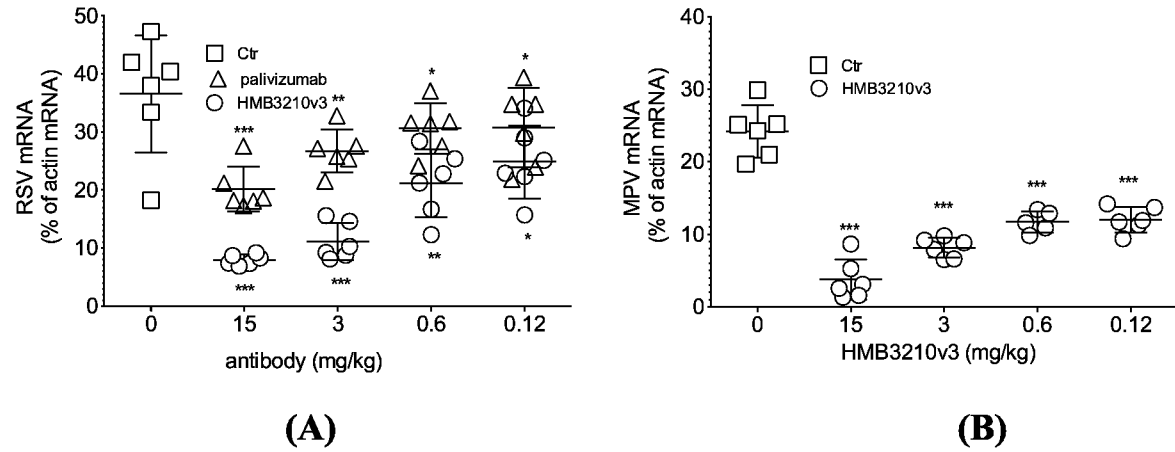 50
40
30
20
10
0
RSV mRNA
(% of actin mRNA)
Ctr
palivizumab
HMB3210v3
***
**
*
*
***
***
**
*
0 15 3 0.6 0.12
antibody (mg/kg)
(A)
40
30
20
10
0
MPV mRNA
(% of actin mRNA)
Ctr
HMB3210v3
***
***
***
***
0 15 3 0.6 0.12
HMB3210v3 (mg/kg)
(B)